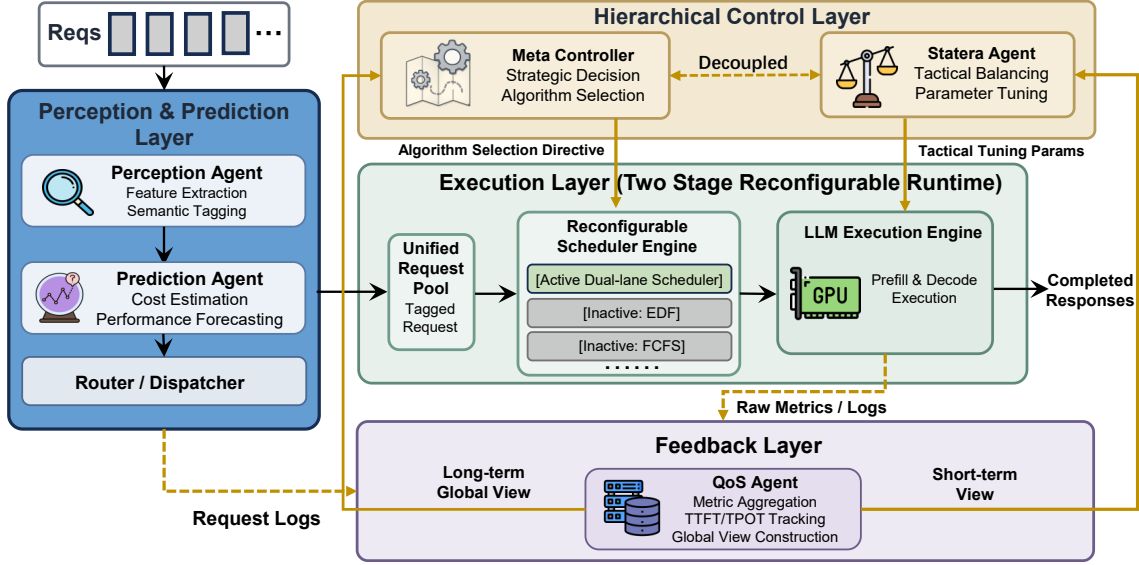 Reqs
...
Perception & Prediction
Layer
Perception Agent
Feature Extraction
Semantic Tagging
Prediction Agent
Cost Estimation
Performance Forecasting
Router / Dispatcher
Request Logs
Hierarchical Control Layer
Meta Controller
Strategic Decision
Algorithm Selection
Decoupled
Statera Agent
Tactical Balancing
Parameter Tuning
Algorithm Selection Directive
Tactical Tuning Params
Execution Layer (Two Stage Reconfigurable Runtime)
Unified
Request
Pool
Tagged
Request
Reconfigurable
Scheduler Engine
[Active Dual-lane Scheduler]
[Inactive: EDF]
[Inactive: FCFS]
......
LLM Execution Engine
GPU
Prefill & Decode
Execution
Completed
Responses
Raw Metrics / Logs
Feedback Layer
Long-term
Global View
QoS Agent
Metric Aggregation
TTFT/TPOT Tracking
Global View Construction
Short-term
View